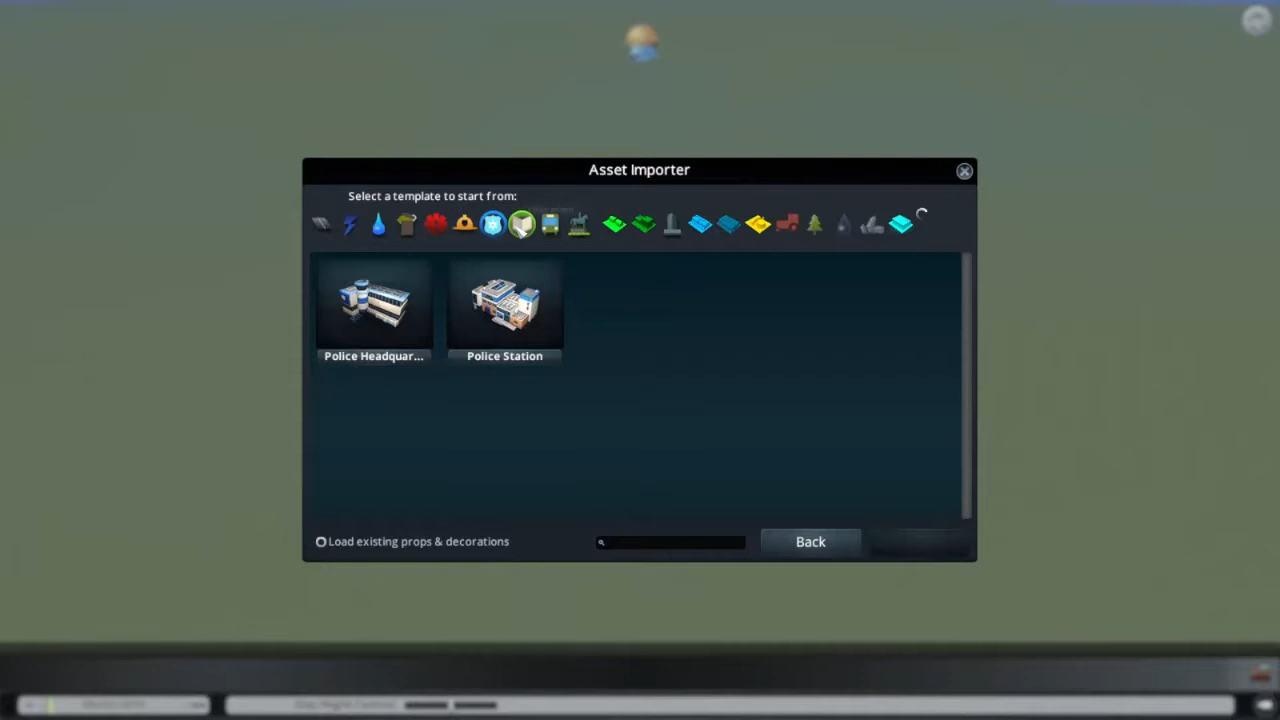 Asset Importer
Select a template to start from:
Police Headquar...
Police Station
Load existing props & decorations
Back